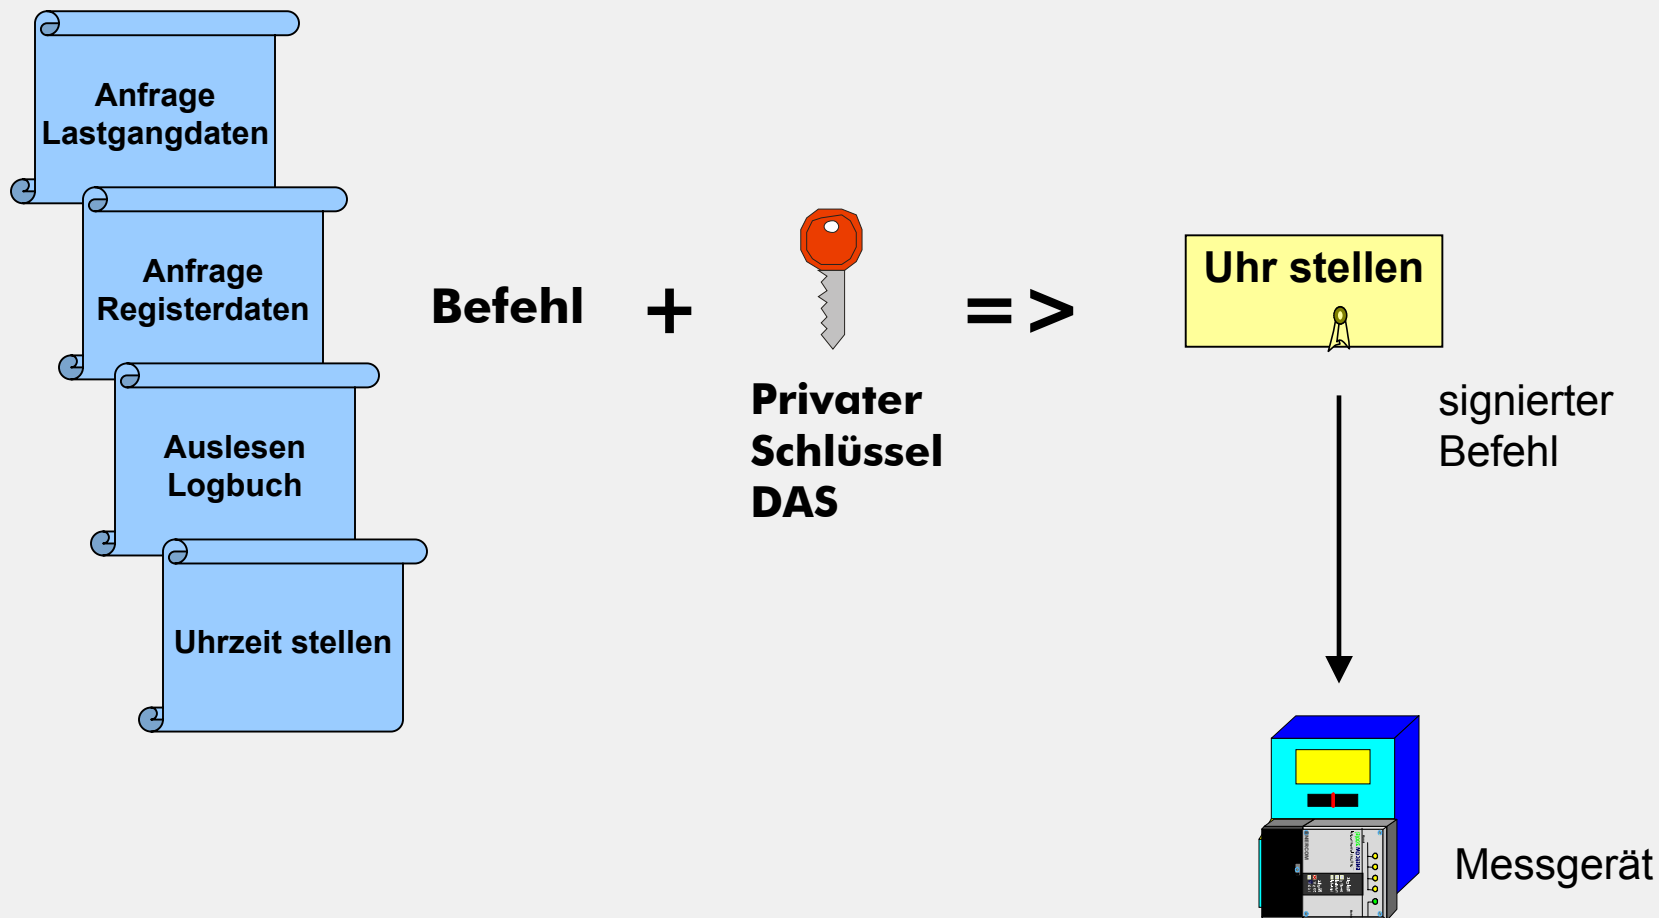 Anfrage
Lastgangdaten
Anfrage
Registerdaten
Auslesen
Logbuch
Uhrzeit stellen
Befehl + =>
Privater
Schlüssel
DAS
Uhr stellen
signierter
Befehl
Messgerät